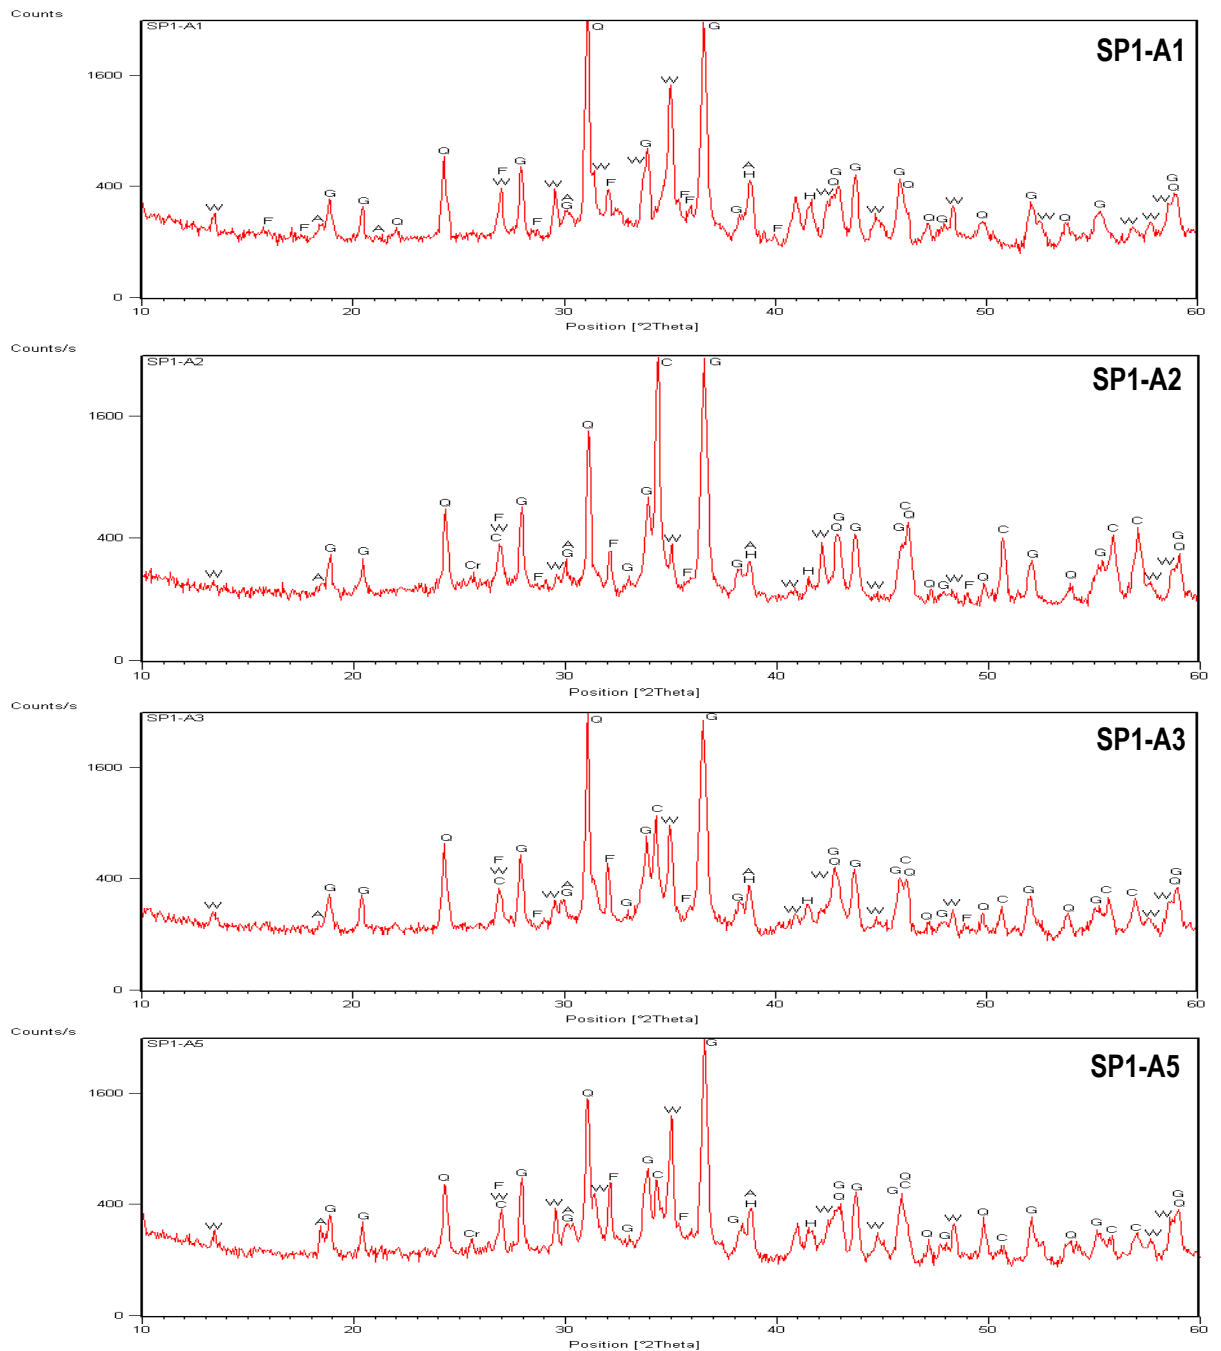 Counts
SP1-A1
SP1-A1
Q G
1600
W
W F F A G G A Q Q F W G F W A G W F W G F F G A H F H W G Q G W G Q Q G W Q G W Q G W W W G Q
400
0
10 20 30 40 50 60
Position [°2Theta]
Counts/s
SP1-A2
SP1-A2
C G
1600
Q
W A G G Q Cr F W C G F W A G F G G W F G A H W H W G Q G W G C Q Q G W F Q C G Q G C C W W G Q
400
0
10 20 30 40 50 60
Position [°2Theta]
Counts/s
SP1-A3
SP1-A3
Q G
1600
W A G G Q F W C G F W A G F G G C W F G A H W H W G Q G W G C Q Q G W F Q C G Q G C C W W G Q
400
0
10 20 30 40 50 60
Position [°2Theta]
Counts/s
SP1-A5
SP1-A5
G
1600
Q W
W A G G Q Cr F W C G W A G W F G G C F G A H H W G Q G W G Q C Q G W Q C G Q G C C W W G Q
400
0
10 20 30 40 50 60
Position [°2Theta]